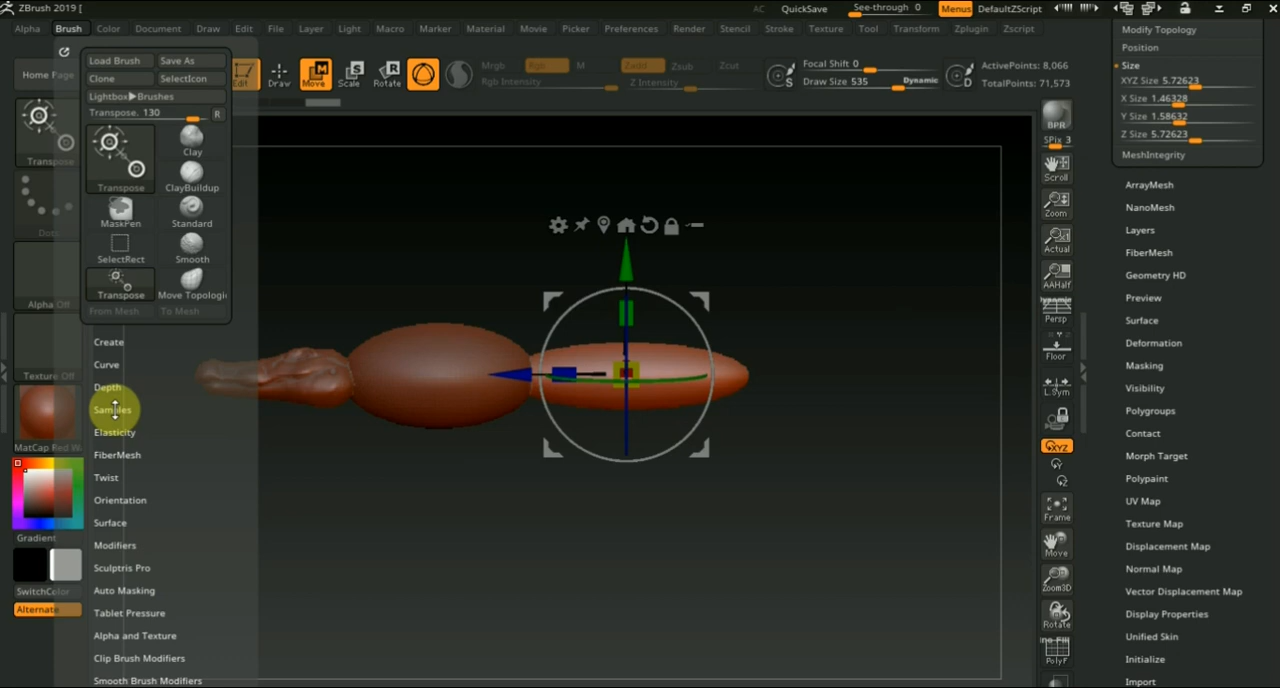 ZBrush 2019 [
AC QuickSave See-through 0 Menus DefaultZScript
Alpha Brush Color Document Draw Edit File Layer Light Macro Marker Material Movie Picker Preferences Render Stencil Stroke Texture Tool Transform Zplugin Zscript
Home Page
Load Brush Save As
Clone SelectIcon
Lightbox▶Brushes
Transpose. 130 R
Transpose
Clay
ClayBuildup
MaskPen Standard
SelectRect Smooth
Transpose Move Topologi
From Mesh To Mesh
Edit Draw Move Scale Rotate
Mrgb Rgb M
Rgb Intensity
Zadd Zsub Zcut
Z Intensity
Focal Shift 0
Draw Size 535 Dynamic
ActivePoints: 8,066
TotalPoints: 71,573
S
D
Transpose
Dots
Alpha Off
Texture Off
MatCap Red W
Gradient
SwitchColor
Alternate
Create
Curve
Depth
Samples
Elasticity
FiberMesh
Twist
Orientation
Surface
Modifiers
Sculptris Pro
Auto Masking
Tablet Pressure
Alpha and Texture
Clip Brush Modifiers
Smooth Brush Modifiers
BPR
SPix 3
Scroll
Zoom
Actual
AAHalf
Dynamic
Persp
Floor
L.Sym
XYZ
Y
Z
Frame
Move
Zoom3D
Rotate
PolyF
Modify Topology
Position
Size
XYZ Size 5.72623
X Size 1.46328
Y Size 1.58632
Z Size 5.72623
MeshIntegrity
ArrayMesh
NanoMesh
Layers
FiberMesh
Geometry HD
Preview
Surface
Deformation
Masking
Visibility
Polygroups
Contact
Morph Target
Polypaint
UV Map
Texture Map
Displacement Map
Normal Map
Vector Displacement Map
Display Properties
Unified Skin
Initialize
Import